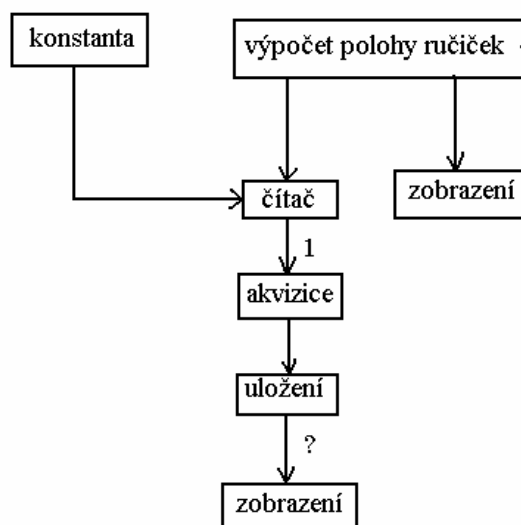 konstanta
výpočet polohy ručiček
zobrazení
čítač
1
akvizice
uložení
?
zobrazení